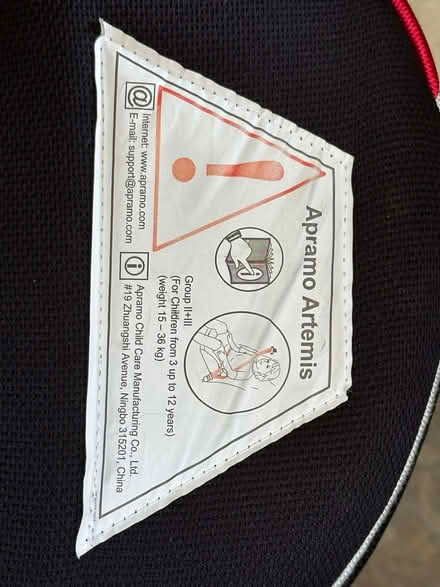 Apramo Artemis
Group II+III
(For Children from 3 up to 12 years)
(weight 15 – 36 kg)
Internet: www.apramo.com
E-mail: support@apramo.com
Apramo Child Care Manufacturing Co., Ltd.
#19 Zhuangshi Avenue, Ningbo 315201, China